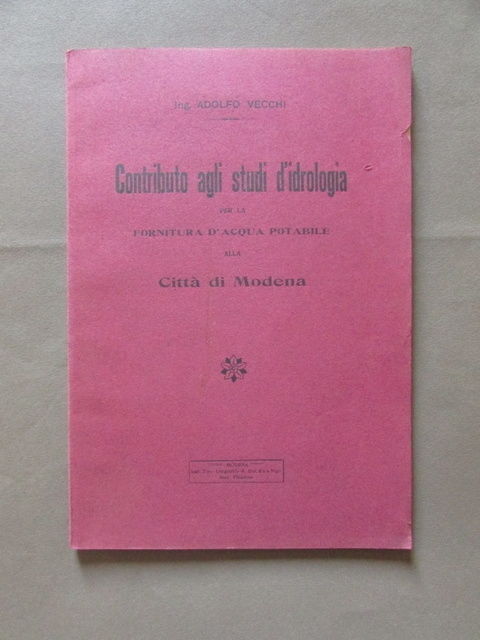 Ing. ADOLFO VECCHI
Contributo agli studi d'idrologia
PER LA
FORNITURA D'ACQUA POTABILE
ALLA
Città di Modena
MODENA